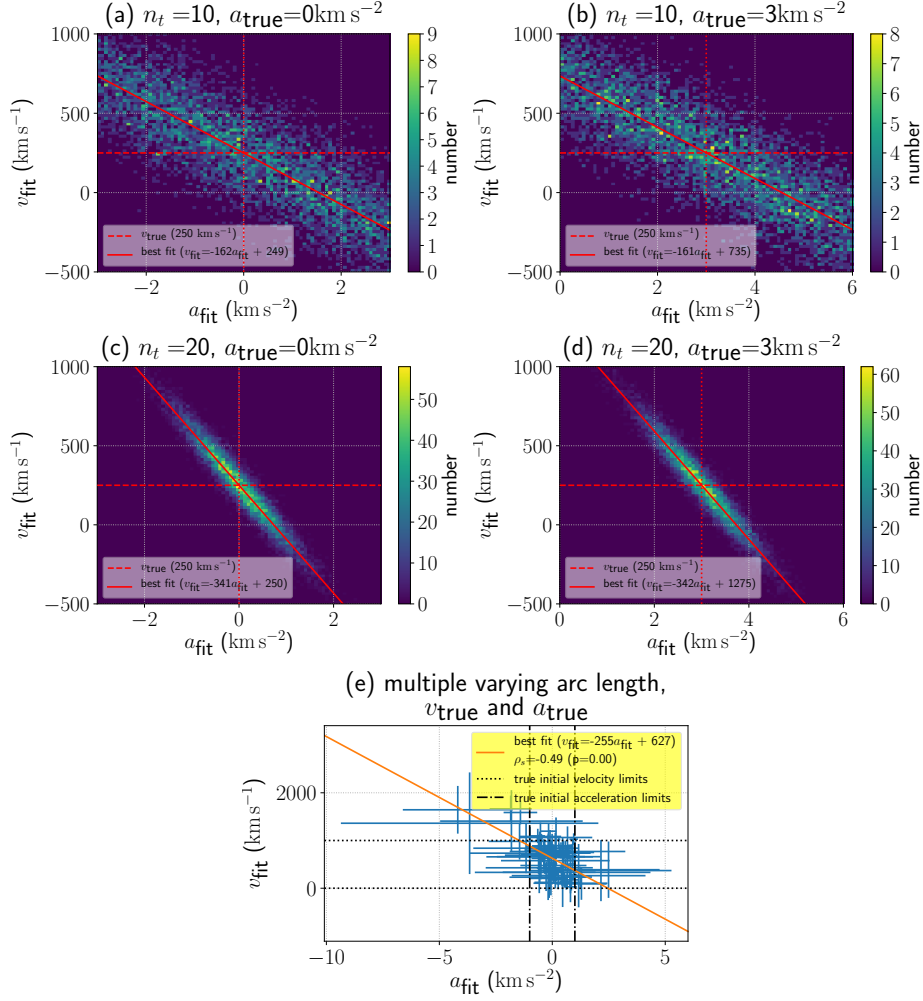 (a) n_t =10, a_true=0km s⁻²
1000
500
0
−500
v_fit (km s⁻¹)
v_true (250 km s⁻¹)
best fit (v_fit=-162a_fit + 249)
−2 0 2
a_fit (km s⁻²)
9
8
7
6
5
4
3
2
1
0
number
(b) n_t =10, a_true=3km s⁻²
1000
500
0
−500
v_fit (km s⁻¹)
v_true (250 km s⁻¹)
best fit (v_fit=-161a_fit + 735)
0 2 4 6
a_fit (km s⁻²)
8
7
6
5
4
3
2
1
0
number
(c) n_t =20, a_true=0km s⁻²
1000
500
0
−500
v_fit (km s⁻¹)
v_true (250 km s⁻¹)
best fit (v_fit=-341a_fit + 250)
−2 0 2
a_fit (km s⁻²)
50
40
30
20
10
0
number
(d) n_t =20, a_true=3km s⁻²
1000
500
0
−500
v_fit (km s⁻¹)
v_true (250 km s⁻¹)
best fit (v_fit=-342a_fit + 1275)
0 2 4 6
a_fit (km s⁻²)
60
50
40
30
20
10
0
number
(e) multiple varying arc length,
v_true and a_true
best fit (v_fit=-255a_fit + 627)
ρ_s=-0.49 (p=0.00)
true initial velocity limits
true initial acceleration limits
2000
1000
0
v_fit (km s⁻¹)
−10 −5 0 5
a_fit (km s⁻²)